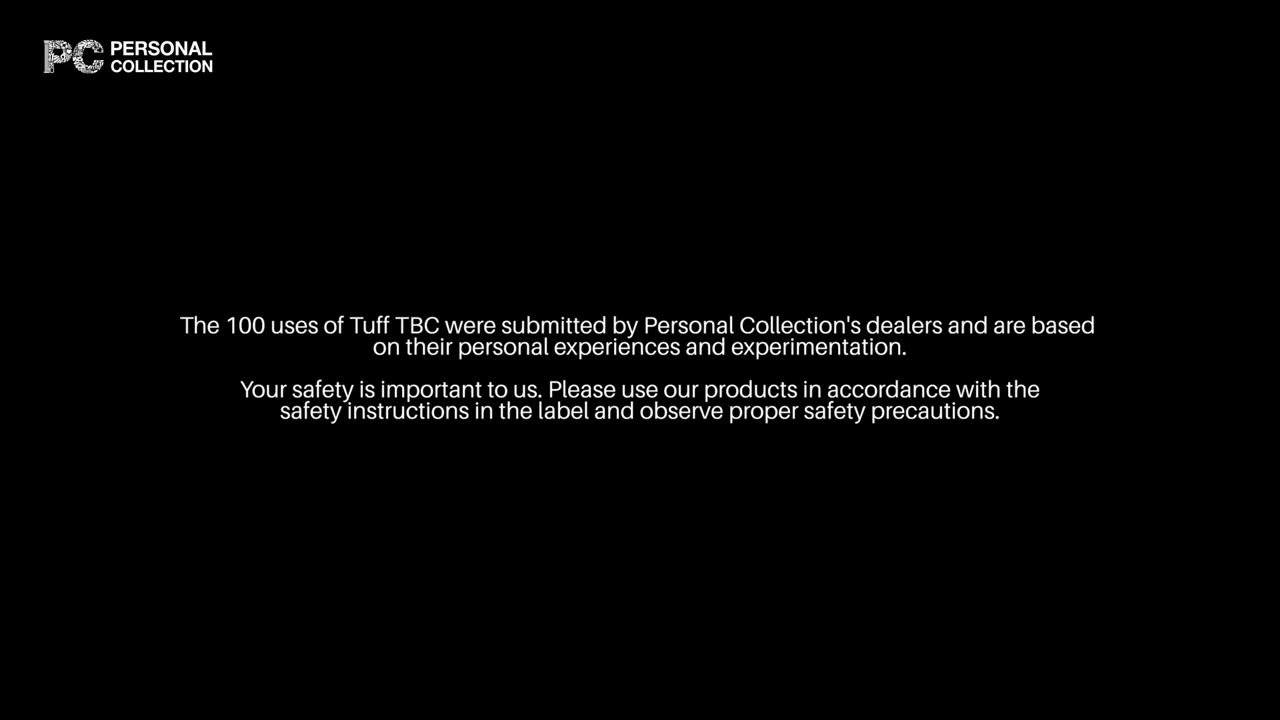 PC PERSONAL
COLLECTION
The 100 uses of Tuff TBC were submitted by Personal Collection's dealers and are based
on their personal experiences and experimentation.
Your safety is important to us. Please use our products in accordance with the
safety instructions in the label and observe proper safety precautions.